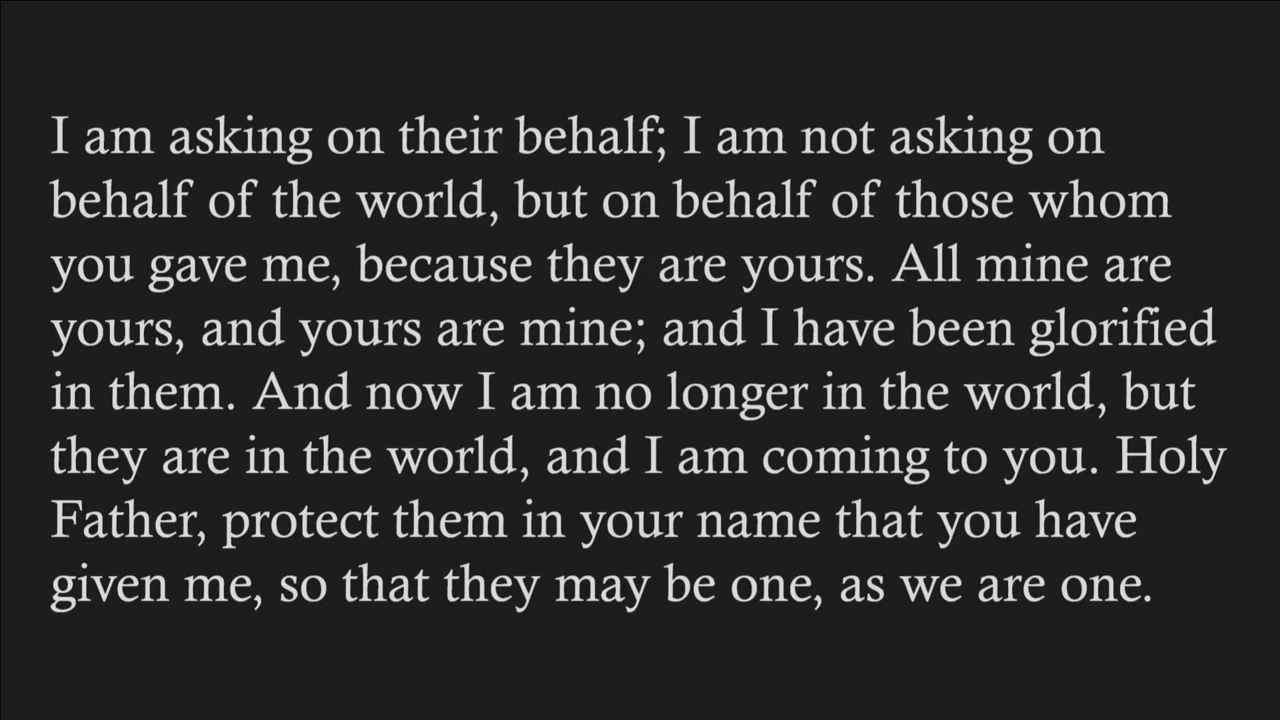 I am asking on their behalf; I am not asking on
behalf of the world, but on behalf of those whom
you gave me, because they are yours. All mine are
yours, and yours are mine; and I have been glorified
in them. And now I am no longer in the world, but
they are in the world, and I am coming to you. Holy
Father, protect them in your name that you have
given me, so that they may be one, as we are one.